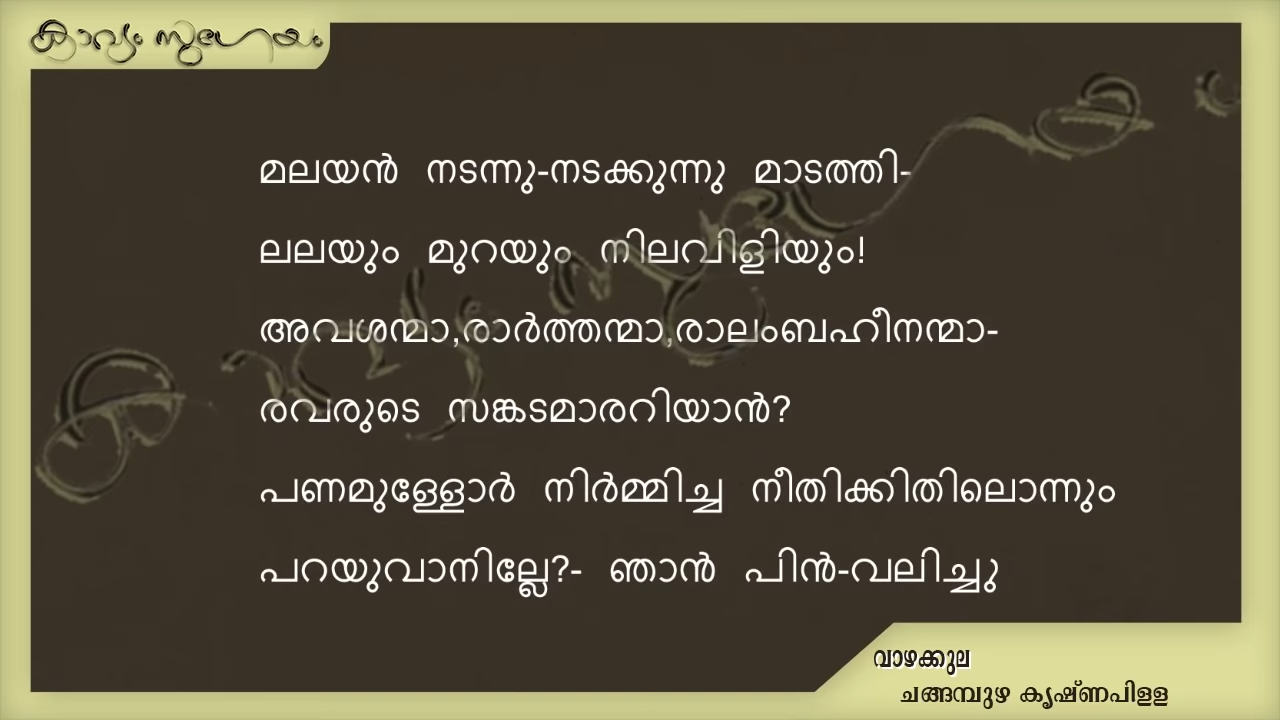 കാവ്യം സുഗേയം
മലയൻ നടന്നു-നടക്കുന്നു മാടത്തി-
ലലയും മുറയും നിലവിളിയും!
അവശന്മാ,രാർത്തന്മാ,രാലംബഹീനന്മാ-
രവരുടെ സങ്കടമാരറിയാൻ?
പണമുള്ളോർ നിർമ്മിച്ച നീതിക്കിതിലൊന്നും
പറയുവാനില്ലേ?- ഞാൻ പിൻ-വലിച്ചു
വാഴക്കുല
ചങ്ങമ്പുഴ കൃഷ്ണപിളള